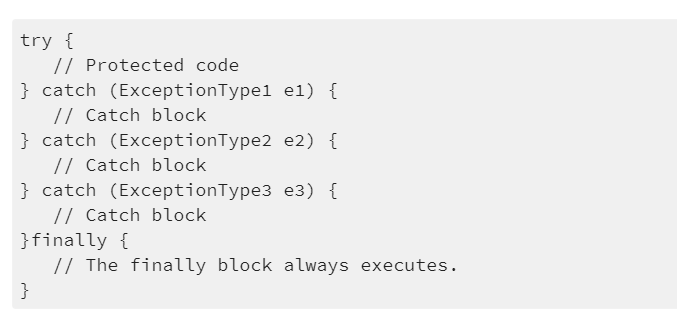 try {
   // Protected code
} catch (ExceptionType1 e1) {
   // Catch block
} catch (ExceptionType2 e2) {
   // Catch block
} catch (ExceptionType3 e3) {
   // Catch block
}finally {
   // The finally block always executes.
}